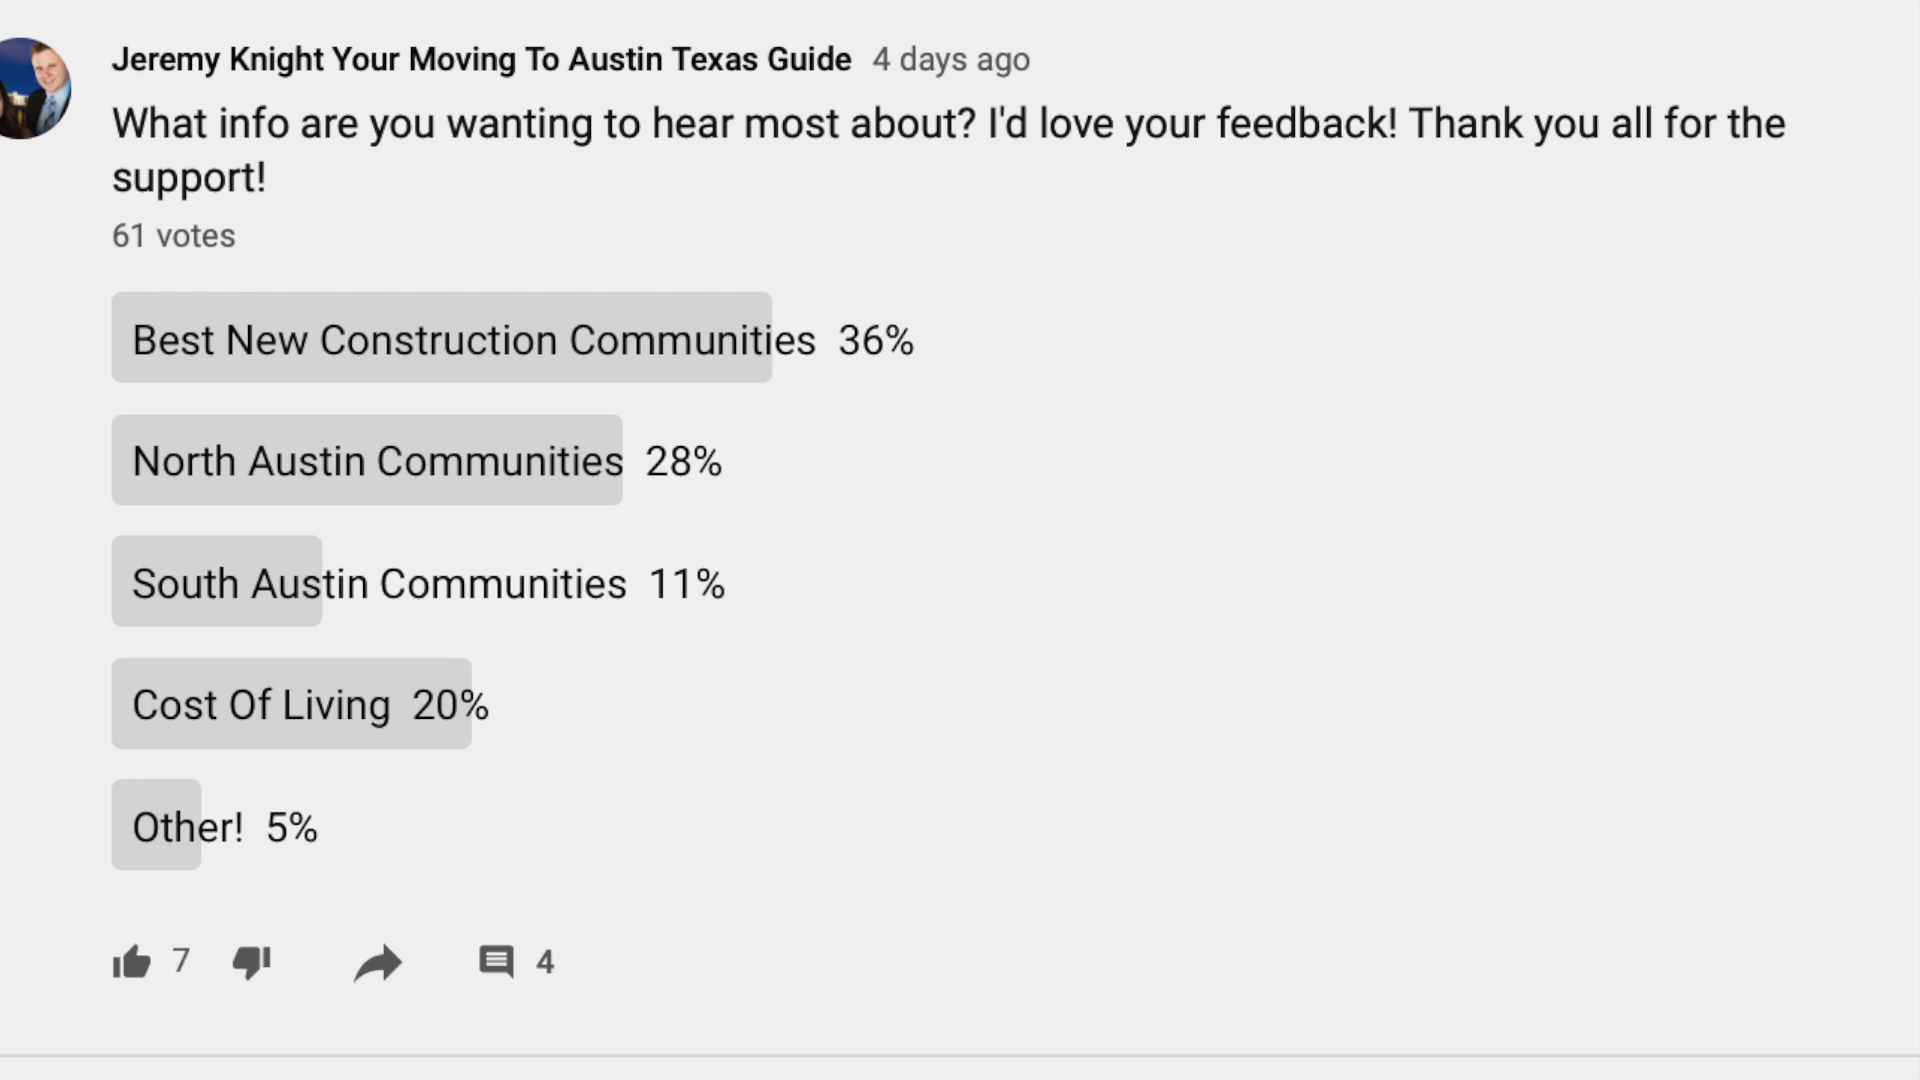 Jeremy Knight Your Moving To Austin Texas Guide 4 days ago
What info are you wanting to hear most about? I'd love your feedback! Thank you all for the
support!
61 votes
Best New Construction Communities 36%
North Austin Communities 28%
South Austin Communities 11%
Cost Of Living 20%
Other! 5%
7 4